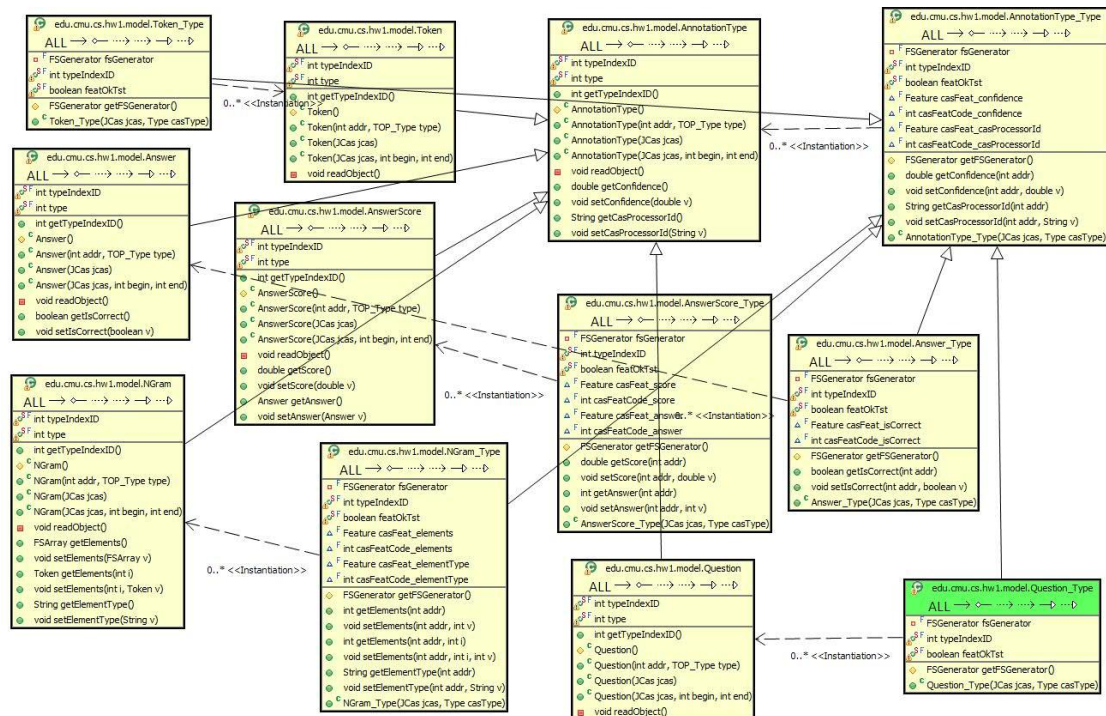 edu.cmu.cs.hw1.model.Token_Type
ALL
FSGenerator fsGenerator
int typeIndexID
boolean featOkTst
FSGenerator getFSGenerator()
Token_Type(JCas jcas, Type casType)
edu.cmu.cs.hw1.model.Token
ALL
int typeIndexID
int type
int getTypeIndexID()
Token()
Token(int addr, TOP_Type type)
Token(JCas jcas)
Token(JCas jcas, int begin, int end)
void readObject()
0..* <<Instantiation>>
edu.cmu.cs.hw1.model.AnnotationType
ALL
int typeIndexID
int type
int getTypeIndexID()
AnnotationType()
AnnotationType(int addr, TOP_Type type)
AnnotationType(JCas jcas)
AnnotationType(JCas jcas, int begin, int end)
void readObject()
double getConfidence()
void setConfidence(double v)
String getCasProcessorId()
void setCasProcessorId(String v)
0..* <<Instantiation>>
edu.cmu.cs.hw1.model.AnnotationType_Type
ALL
FSGenerator fsGenerator
int typeIndexID
boolean featOkTst
Feature casFeat_confidence
int casFeatCode_confidence
Feature casFeat_casProcessorId
int casFeatCode_casProcessorId
FSGenerator getFSGenerator()
double getConfidence(int addr)
void setConfidence(int addr, double v)
String getCasProcessorId(int addr)
void setCasProcessorId(int addr, String v)
AnnotationType_Type(JCas jcas, Type casType)
edu.cmu.cs.hw1.model.Answer
ALL
int typeIndexID
int type
int getTypeIndexID()
Answer()
Answer(int addr, TOP_Type type)
Answer(JCas jcas)
Answer(JCas jcas, int begin, int end)
void readObject()
boolean getIsCorrect()
void setIsCorrect(boolean v)
edu.cmu.cs.hw1.model.AnswerScore
ALL
int typeIndexID
int type
int getTypeIndexID()
AnswerScore()
AnswerScore(int addr, TOP_Type type)
AnswerScore(JCas jcas)
AnswerScore(JCas jcas, int begin, int end)
void readObject()
double getScore()
void setScore(double v)
Answer getAnswer()
void setAnswer(Answer v)
0..* <<Instantiation>>
edu.cmu.cs.hw1.model.AnswerScore_Type
ALL
FSGenerator fsGenerator
int typeIndexID
boolean featOkTst
Feature casFeat_score
int casFeatCode_score
Feature casFeat_answer
int casFeatCode_answer
FSGenerator getFSGenerator()
double getScore(int addr)
void setScore(int addr, double v)
int getAnswer(int addr)
void setAnswer(int addr, int v)
AnswerScore_Type(JCas jcas, Type casType)
0..* <<Instantiation>>
edu.cmu.cs.hw1.model.Answer_Type
ALL
FSGenerator fsGenerator
int typeIndexID
boolean featOkTst
Feature casFeat_isCorrect
int casFeatCode_isCorrect
FSGenerator getFSGenerator()
boolean getIsCorrect(int addr)
void setIsCorrect(int addr, boolean v)
Answer_Type(JCas jcas, Type casType)
edu.cmu.cs.hw1.model.NGram
ALL
int typeIndexID
int type
int getTypeIndexID()
NGram()
NGram(int addr, TOP_Type type)
NGram(JCas jcas)
NGram(JCas jcas, int begin, int end)
void readObject()
FSArray getElements()
void setElements(FSArray v)
Token getElements(int i)
void setElements(int i, Token v)
String getElementType()
void setElementType(String v)
0..* <<Instantiation>>
edu.cmu.cs.hw1.model.NGram_Type
ALL
FSGenerator fsGenerator
int typeIndexID
boolean featOkTst
Feature casFeat_elements
int casFeatCode_elements
Feature casFeat_elementType
int casFeatCode_elementType
FSGenerator getFSGenerator()
int getElements(int addr)
void setElements(int addr, int v)
int getElements(int addr, int i)
void setElements(int addr, int i, int v)
String getElementType(int addr)
void setElementType(int addr, String v)
NGram_Type(JCas jcas, Type casType)
edu.cmu.cs.hw1.model.Question
ALL
int typeIndexID
int type
int getTypeIndexID()
Question()
Question(int addr, TOP_Type type)
Question(JCas jcas)
Question(JCas jcas, int begin, int end)
void readObject()
0..* <<Instantiation>>
edu.cmu.cs.hw1.model.Question_Type
ALL
FSGenerator fsGenerator
int typeIndexID
boolean featOkTst
FSGenerator getFSGenerator()
Question_Type(JCas jcas, Type casType)